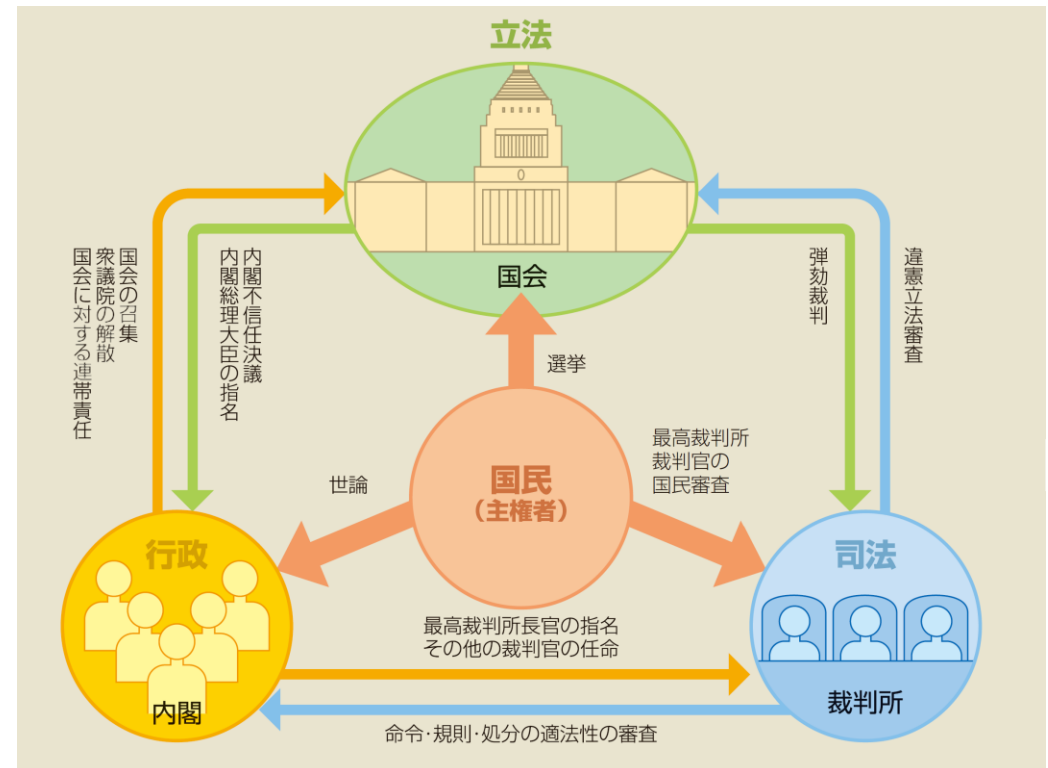 立法
国会
国会の召集
衆議院の解散
国会に対する連帯責任
内閣不信任決議
内閣総理大臣の指名
弾劾裁判
違憲立法審査
選挙
世論
国民
（主権者）
最高裁判所
裁判官の
国民審査
行政
内閣
司法
裁判所
最高裁判所長官の指名
その他の裁判官の任命
命令・規則・処分の適法性の審査